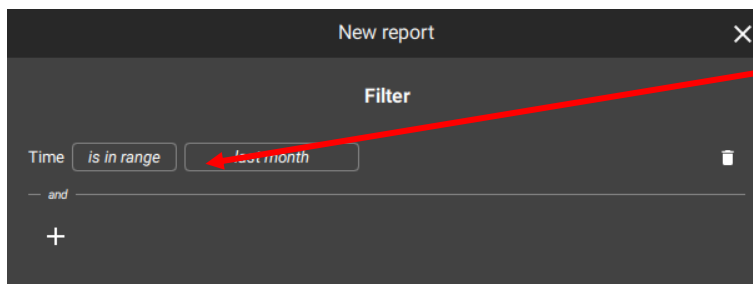 New report
Filter
Time is in range last month
and